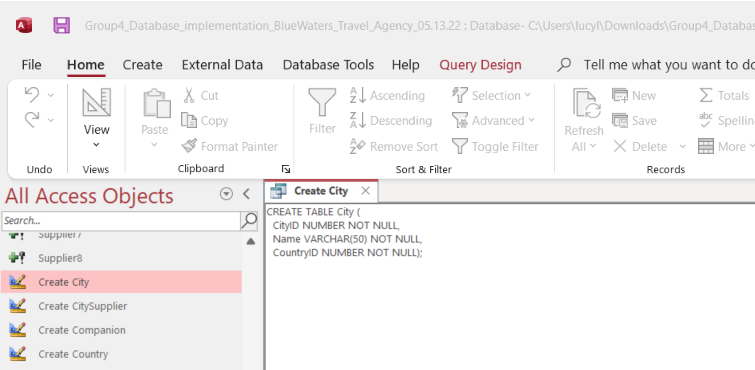 Group4_Database_implementation_BlueWaters_Travel_Agency_05.13.22 : Database- C:\Users\lucyl\Downloads\Group4_Databas
File Home Create External Data Database Tools Help Query Design Tell me what you want to do
View
Paste
Cut
Copy
Format Painter
Filter
Ascending
Descending
Remove Sort
Selection
Advanced
Toggle Filter
Refresh
All
New
Save
Delete
Totals
Spellin
More
Undo Views Clipboard Sort & Filter Records
All Access Objects
Search...
Supplier7
Supplier8
Create City
Create CitySupplier
Create Companion
Create Country
Create City
CREATE TABLE City (
CityID NUMBER NOT NULL,
Name VARCHAR(50) NOT NULL,
CountryID NUMBER NOT NULL);